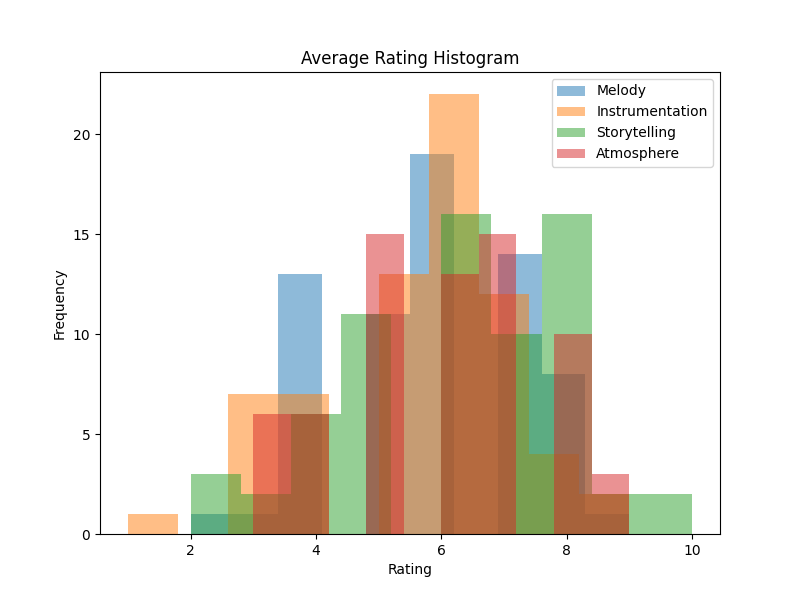 Average Rating Histogram
Melody
Instrumentation
Storytelling
Atmosphere
Frequency
20
15
10
5
0
2 4 6 8 10
Rating